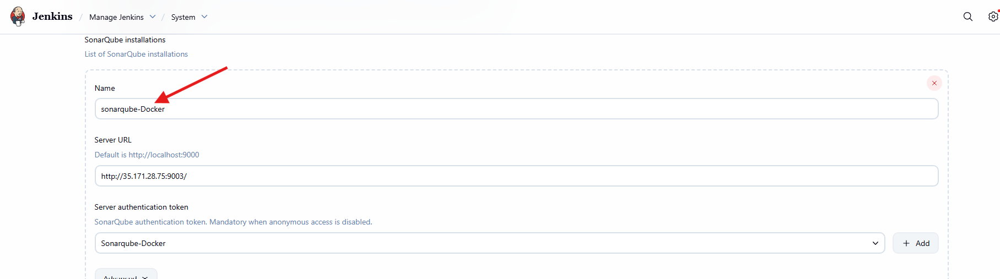 Jenkins / Manage Jenkins / System
SonarQube installations
List of SonarQube installations
Name
sonarqube-Docker
Server URL
Default is http://localhost:9000
http://35.171.28.75:9003/
Server authentication token
SonarQube authentication token. Mandatory when anonymous access is disabled.
Sonarqube-Docker
+ Add
Advanced